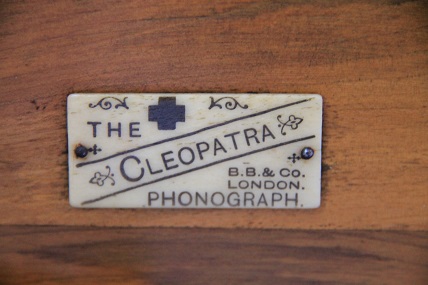 THE
CLEOPATRA
B.B.& Co.
LONDON.
PHONOGRAPH.